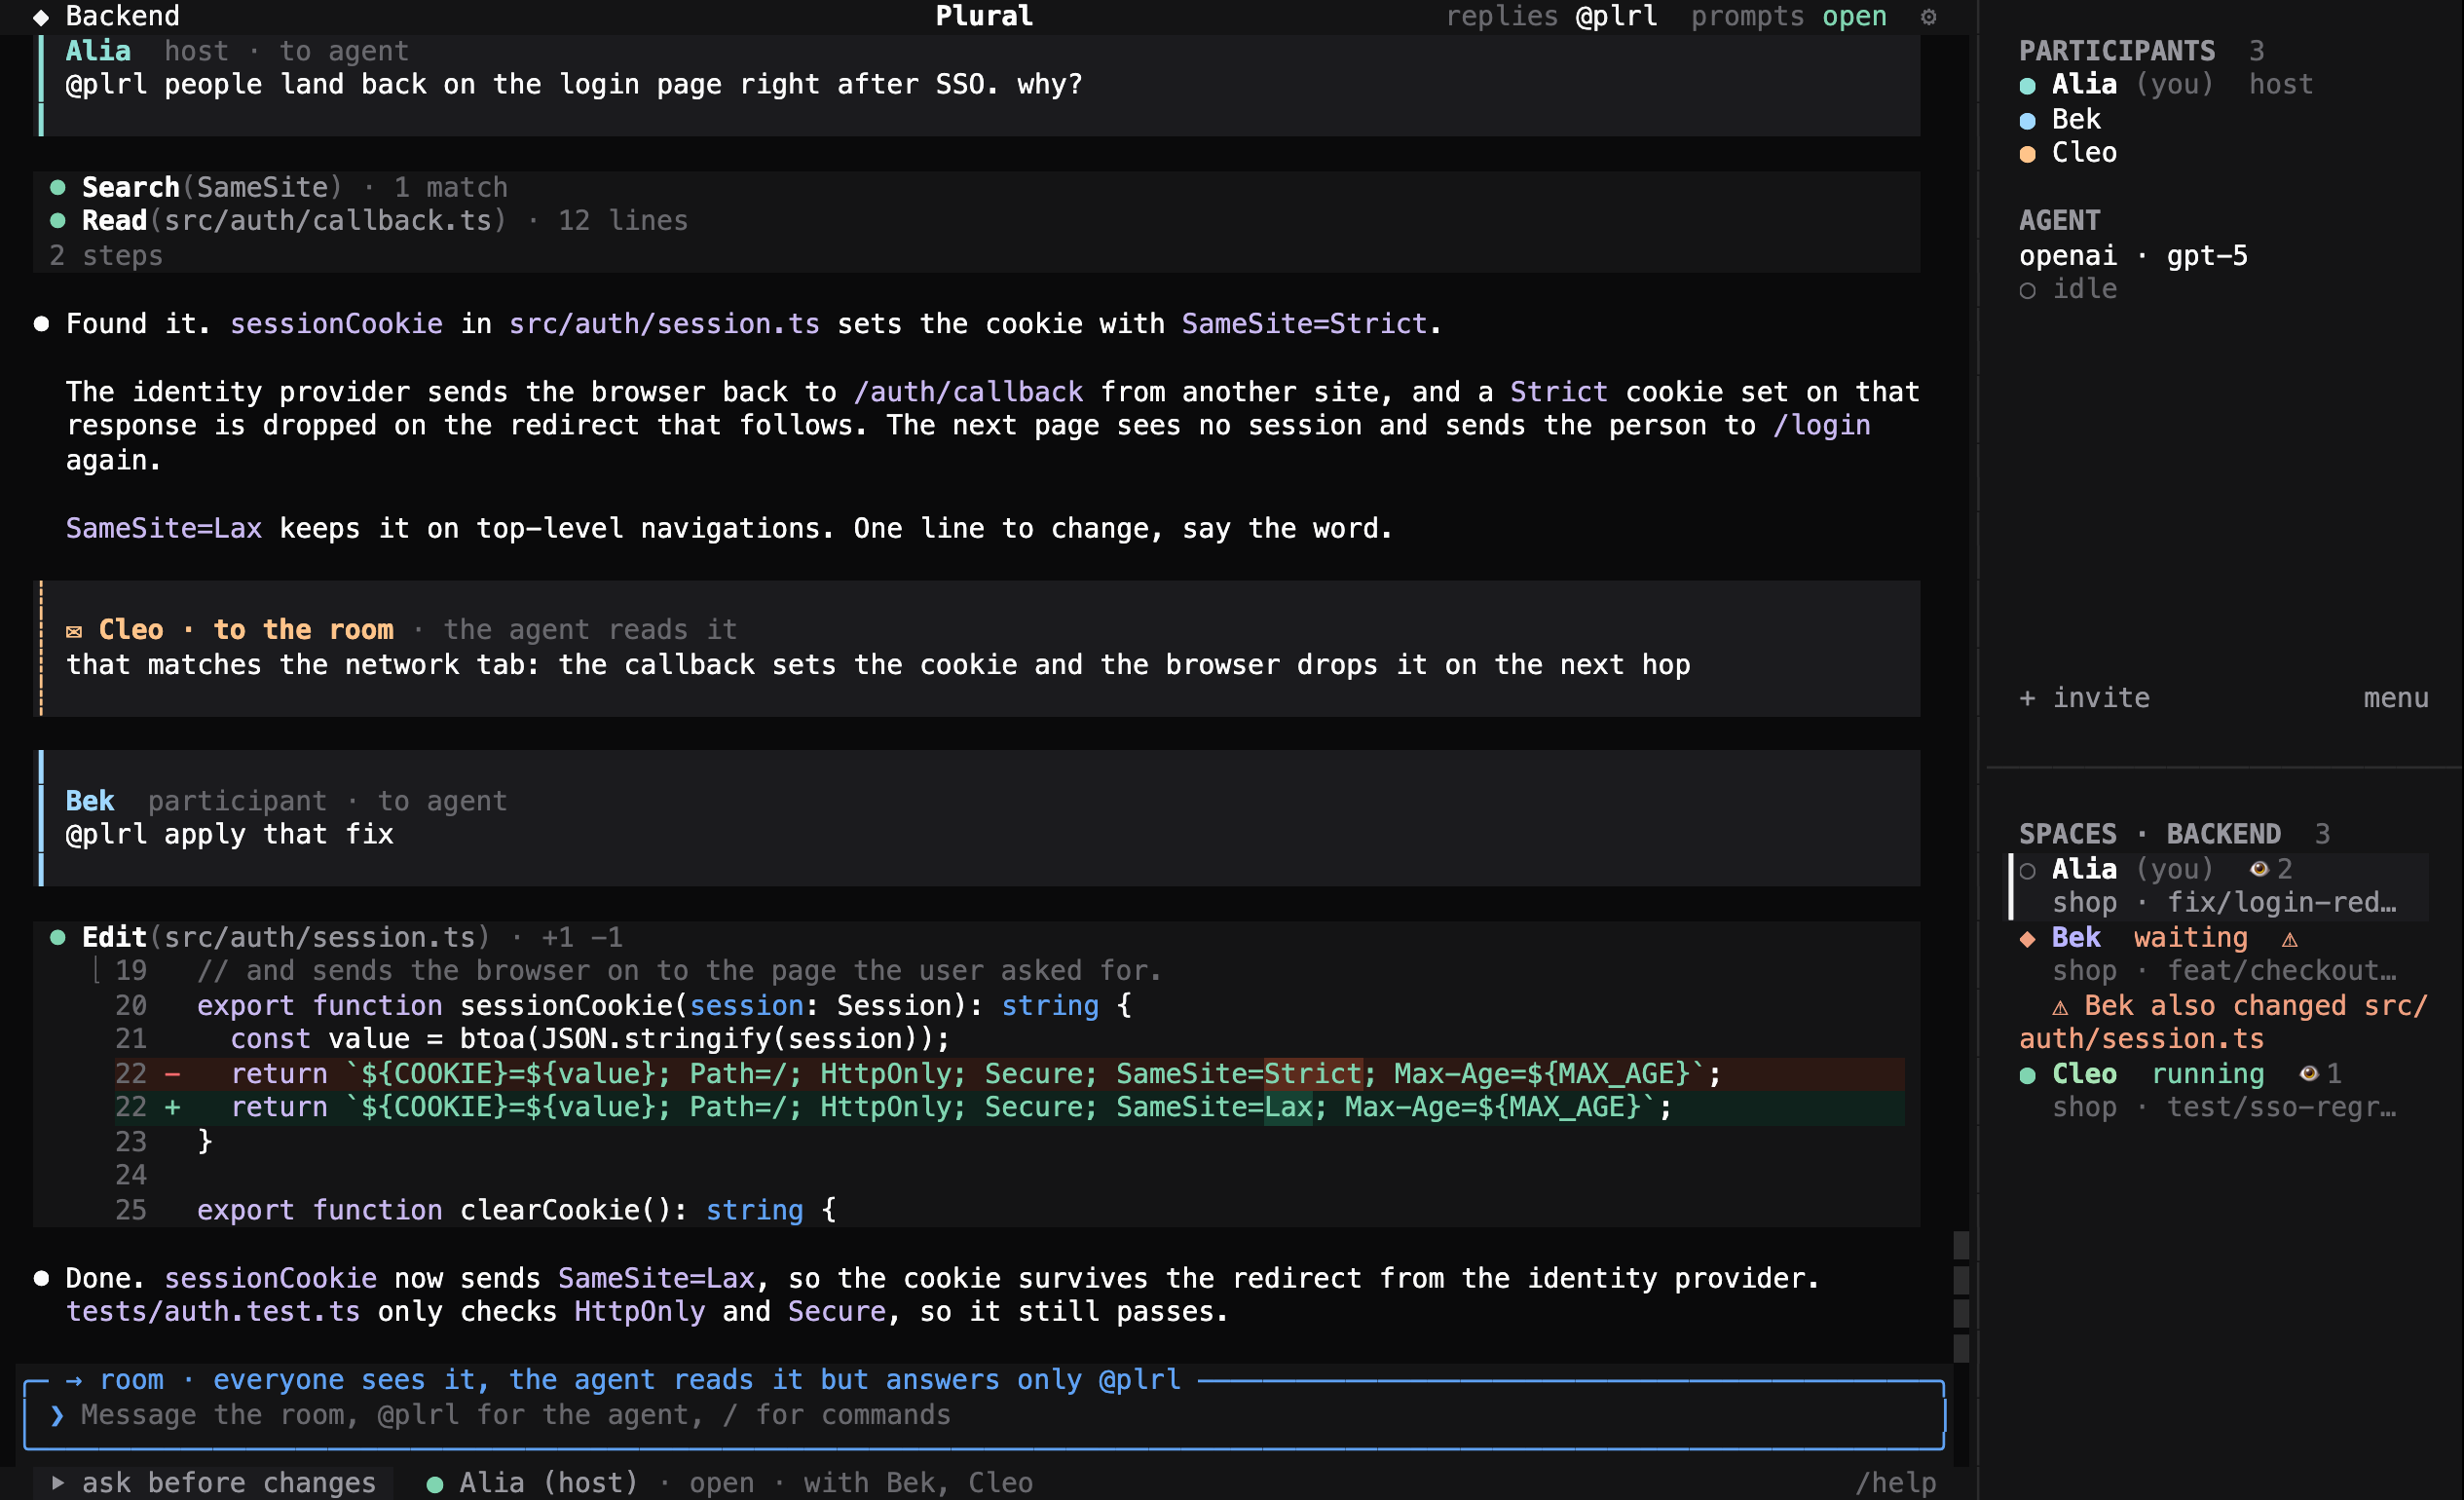 ◆ Backend Plural replies @plrl prompts open ⚙
Alia host · to agent
@plrl people land back on the login page right after SSO. why?
● Search(SameSite) · 1 match
● Read(src/auth/callback.ts) · 12 lines
2 steps
● Found it. sessionCookie in src/auth/session.ts sets the cookie with SameSite=Strict.
The identity provider sends the browser back to /auth/callback from another site, and a Strict cookie set on that
response is dropped on the redirect that follows. The next page sees no session and sends the person to /login
again.
SameSite=Lax keeps it on top-level navigations. One line to change, say the word.
✉ Cleo · to the room · the agent reads it
that matches the network tab: the callback sets the cookie and the browser drops it on the next hop
Bek participant · to agent
@plrl apply that fix
● Edit(src/auth/session.ts) · +1 -1
19 // and sends the browser on to the page the user asked for.
20 export function sessionCookie(session: Session): string {
21 const value = btoa(JSON.stringify(session));
22 - return `${COOKIE}=${value}; Path=/; HttpOnly; Secure; SameSite=Strict; Max-Age=${MAX_AGE}`;
22 + return `${COOKIE}=${value}; Path=/; HttpOnly; Secure; SameSite=Lax; Max-Age=${MAX_AGE}`;
23 }
24
25 export function clearCookie(): string {
● Done. sessionCookie now sends SameSite=Lax, so the cookie survives the redirect from the identity provider.
tests/auth.test.ts only checks HttpOnly and Secure, so it still passes.
→ room · everyone sees it, the agent reads it but answers only @plrl
❯ Message the room, @plrl for the agent, / for commands
▶ ask before changes ● Alia (host) · open · with Bek, Cleo /help
PARTICIPANTS 3
● Alia (you) host
● Bek
● Cleo
AGENT
openai · gpt-5
○ idle
+ invite menu
SPACES · BACKEND 3
○ Alia (you) 👁 2
shop · fix/login-red…
◆ Bek waiting ⚠
shop · feat/checkout…
⚠ Bek also changed src/
auth/session.ts
● Cleo running 👁 1
shop · test/sso-regr…